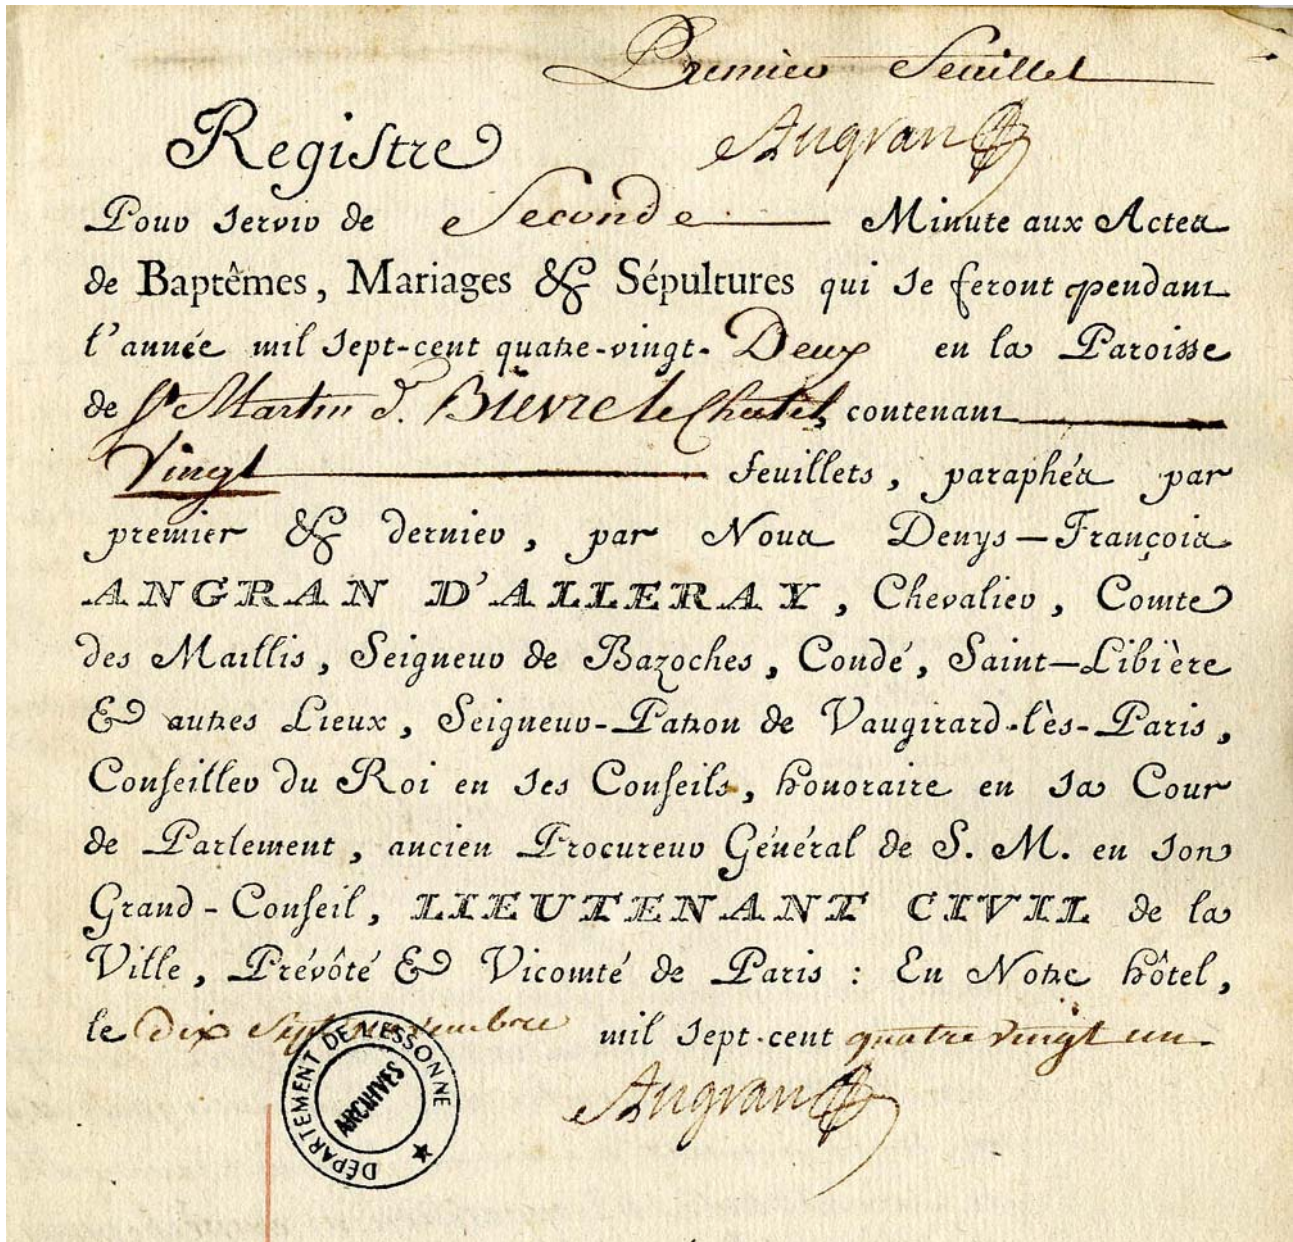 Premier feuillet
Angran
Registre
Pour servir de Seconde Minute aux Actes
de Baptêmes, Mariages & Sépultures qui se feront pendant
l'année mil sept-cent quatre-vingt-Deux en la Paroisse
de St Martin de Bievre le Chatel, contenant
Vingt feuillets, paraphés par
premier & dernier, par Nous Denys-François
ANGRAN D'ALLERAY, Chevalier, Comte
des Maillis, Seigneur de Bazoches, Condé, Saint-Libière
& autres Lieux, Seigneur-Patron de Vaugirard-lès-Paris,
Conseiller du Roi en ses Conseils, honoraire en sa Cour
de Parlement, ancien Procureur Général de S. M. en son
Grand-Conseil, LIEUTENANT CIVIL de la
Ville, Prévôté & Vicomté de Paris : En Notre hôtel,
le dix Sept mil sept-cent quatre vingt un
DÉPARTEMENT DE L'ESSONNE
ARCHIVES
Angran